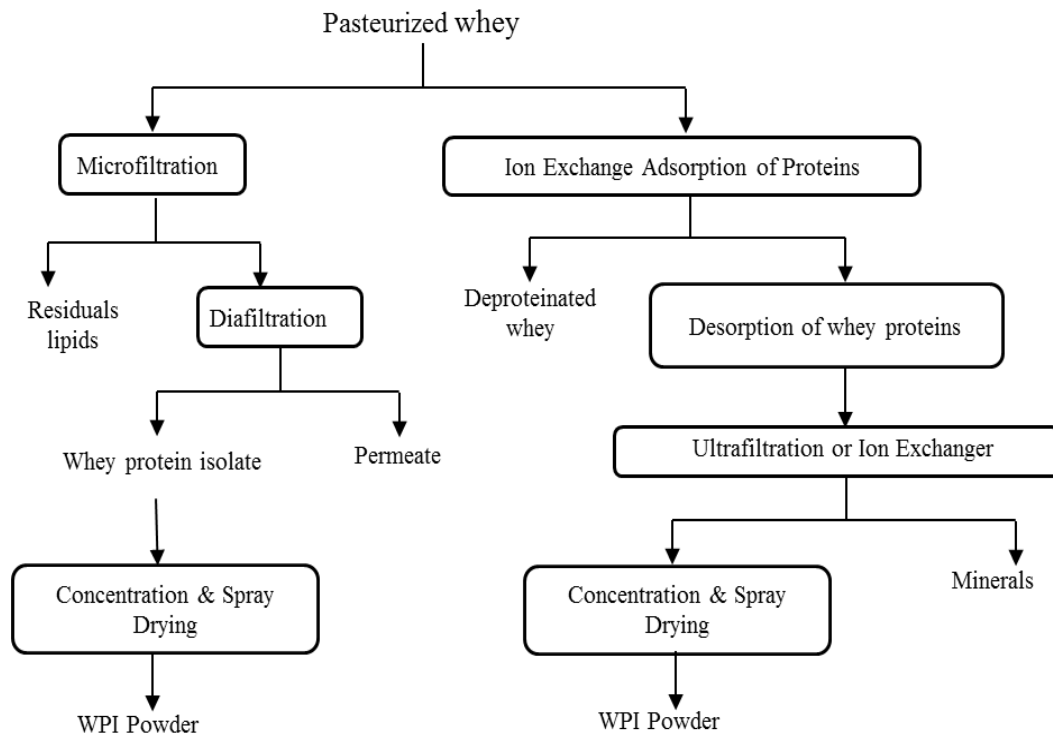 Pasteurized whey
Microfiltration
Ion Exchange Adsorption of Proteins
Residuals
lipids
Diafiltration
Deproteinated
whey
Desorption of whey proteins
Whey protein isolate
Permeate
Ultrafiltration or Ion Exchanger
Concentration & Spray
Drying
Concentration & Spray
Drying
Minerals
WPI Powder
WPI Powder